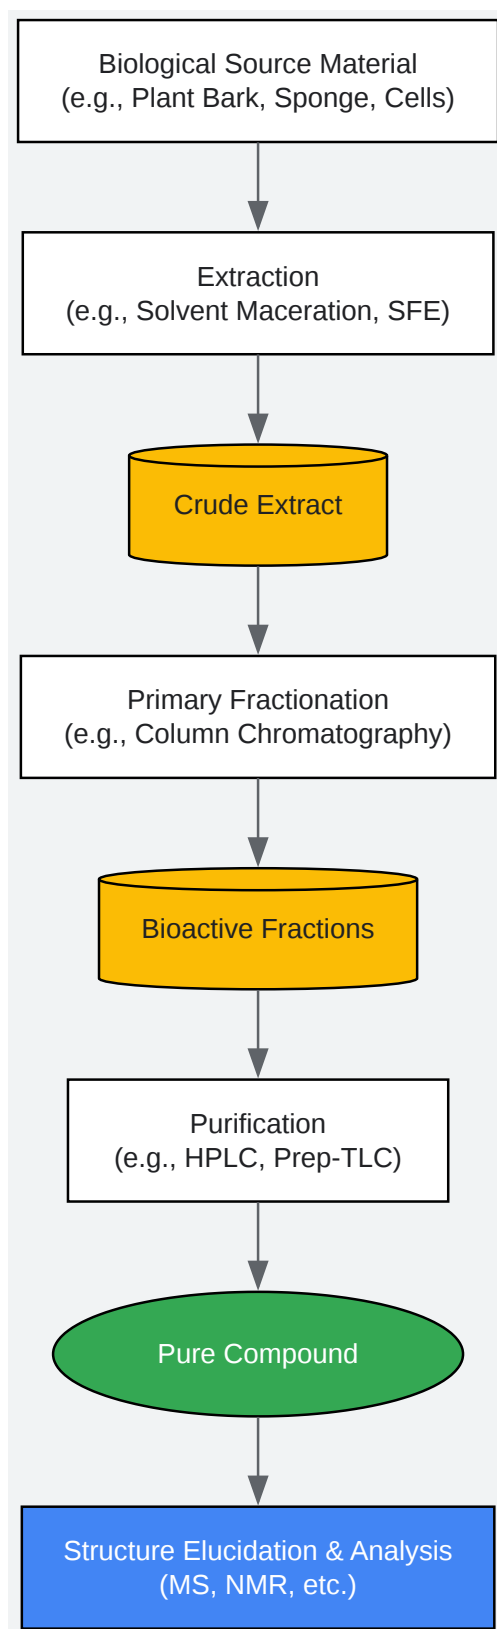 Biological Source Material
(e.g., Plant Bark, Sponge, Cells)
Extraction
(e.g., Solvent Maceration, SFE)
Crude Extract
Primary Fractionation
(e.g., Column Chromatography)
Bioactive Fractions
Purification
(e.g., HPLC, Prep-TLC)
Pure Compound
Structure Elucidation & Analysis
(MS, NMR, etc.)